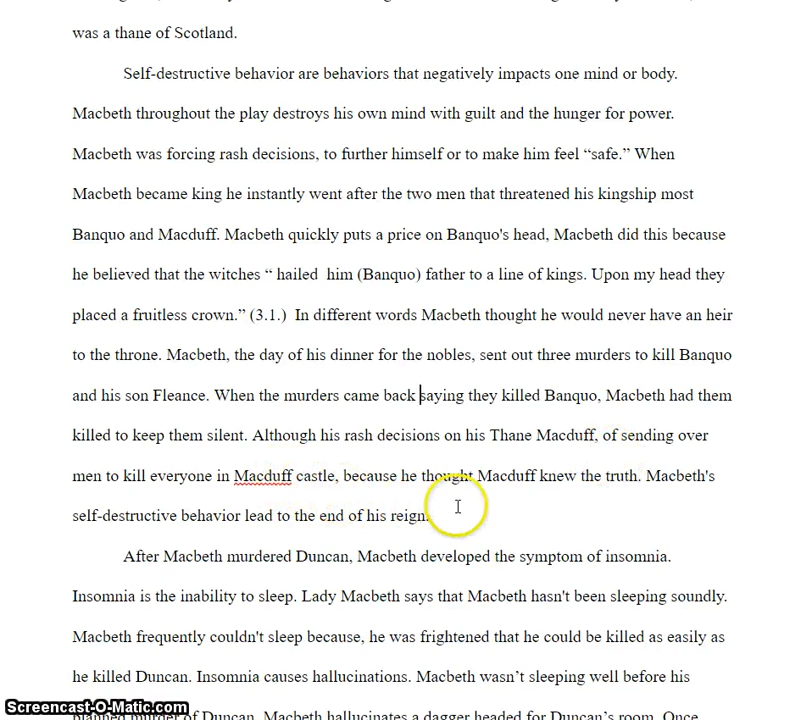 was a thane of Scotland.
Self-destructive behavior are behaviors that negatively impacts one mind or body.
Macbeth throughout the play destroys his own mind with guilt and the hunger for power.
Macbeth was forcing rash decisions, to further himself or to make him feel “safe.” When
Macbeth became king he instantly went after the two men that threatened his kingship most
Banquo and Macduff. Macbeth quickly puts a price on Banquo's head, Macbeth did this because
he believed that the witches “ hailed  him (Banquo) father to a line of kings. Upon my head they
placed a fruitless crown.” (3.1.)  In different words Macbeth thought he would never have an heir
to the throne. Macbeth, the day of his dinner for the nobles, sent out three murders to kill Banquo
and his son Fleance. When the murders came back saying they killed Banquo, Macbeth had them
killed to keep them silent. Although his rash decisions on his Thane Macduff, of sending over
men to kill everyone in Macduff castle, because he thought Macduff knew the truth. Macbeth's
self-destructive behavior lead to the end of his reign.
After Macbeth murdered Duncan, Macbeth developed the symptom of insomnia.
Insomnia is the inability to sleep. Lady Macbeth says that Macbeth hasn't been sleeping soundly.
Macbeth frequently couldn't sleep because, he was frightened that he could be killed as easily as
he killed Duncan. Insomnia causes hallucinations. Macbeth wasn’t sleeping well before his
planned murder of Duncan. Macbeth hallucinates a dagger headed for Duncan’s room. Once
Screencast-O-Matic.com